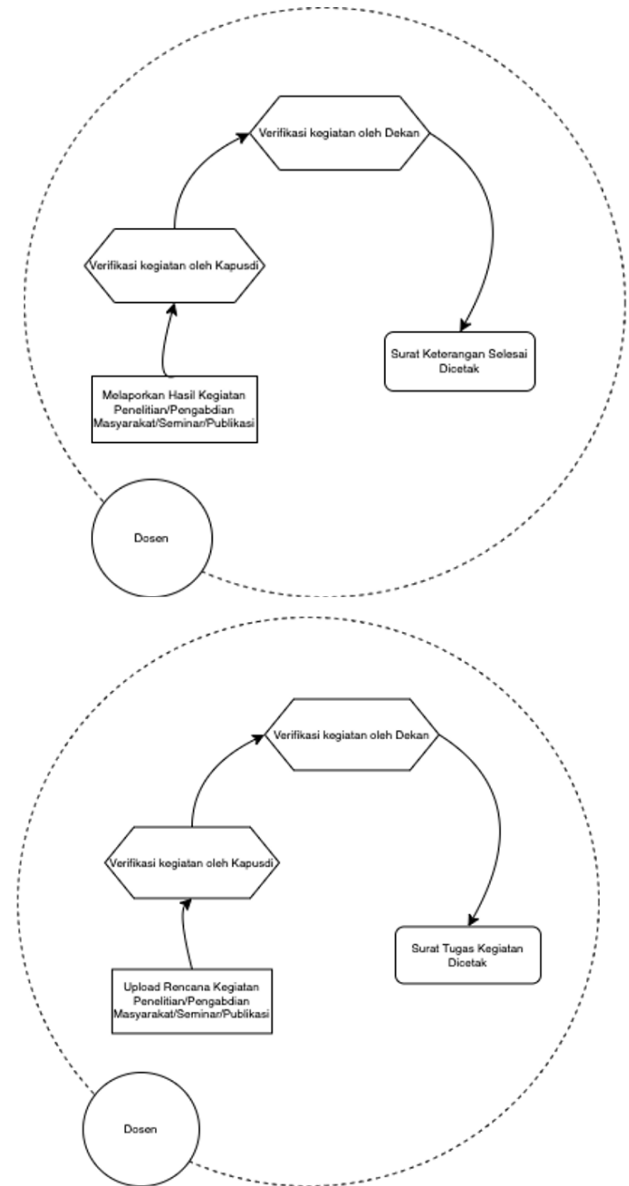 Verifikasi kegiatan oleh Dekan
Verifikasi kegiatan oleh Kapusdi
Surat Keterangan Selesai
Dicetak
Melaporkan Hasil Kegiatan
Penelitian/Pengabdian
Masyarakat/Seminar/Publikasi
Dosen
Verifikasi kegiatan oleh Dekan
Verifikasi kegiatan oleh Kapusdi
Surat Tugas Kegiatan
Dicetak
Upload Rencana Kegiatan
Penelitian/Pengabdian
Masyarakat/Seminar/Publikasi
Dosen